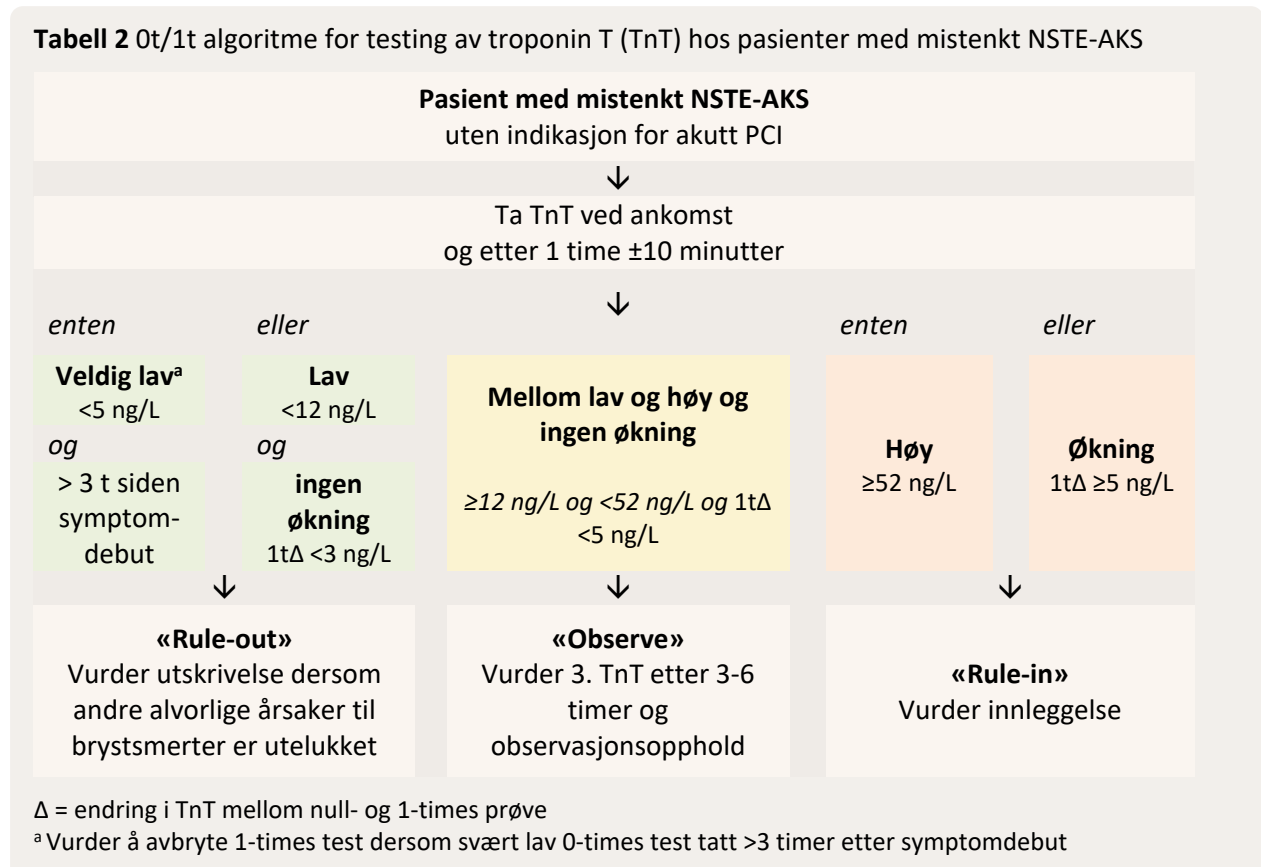 Tabell 2 0t/1t algoritme for testing av troponin T (TnT) hos pasienter med mistenkt NSTE-AKS
Pasient med mistenkt NSTE-AKS
uten indikasjon for akutt PCI
↓
Ta TnT ved ankomst
og etter 1 time ±10 minutter
↓
enten
eller
Veldig lavᵃ
<5 ng/L
og
> 3 t siden
symptom-
debut
Lav
<12 ng/L
og
ingen
økning
1tΔ <3 ng/L
Mellom lav og høy og
ingen økning
≥12 ng/L og <52 ng/L og 1tΔ
<5 ng/L
enten
eller
Høy
≥52 ng/L
Økning
1tΔ ≥5 ng/L
↓
↓
↓
«Rule-out»
Vurder utskrivelse dersom
andre alvorlige årsaker til
brystsmerter er utelukket
«Observe»
Vurder 3. TnT etter 3-6
timer og
observasjonsopphold
«Rule-in»
Vurder innleggelse
Δ = endring i TnT mellom null- og 1-times prøve
ᵃ Vurder å avbryte 1-times test dersom svært lav 0-times test tatt >3 timer etter symptomdebut